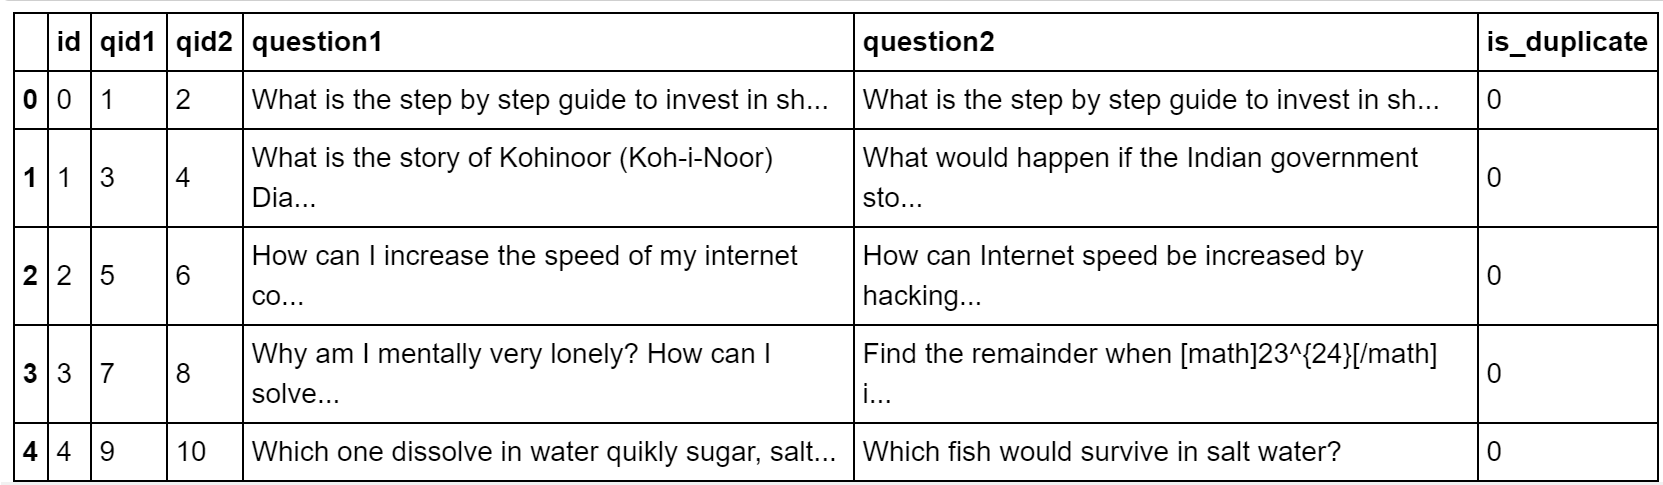 id qid1 qid2 question1 question2 is_duplicate
0 0 1 2 What is the step by step guide to invest in sh... What is the step by step guide to invest in sh... 0
1 1 3 4 What is the story of Kohinoor (Koh-i-Noor) Dia... What would happen if the Indian government sto... 0
2 2 5 6 How can I increase the speed of my internet co... How can Internet speed be increased by hacking... 0
3 3 7 8 Why am I mentally very lonely? How can I solve... Find the remainder when [math]23^{24}[/math] i... 0
4 4 9 10 Which one dissolve in water quikly sugar, salt... Which fish would survive in salt water? 0